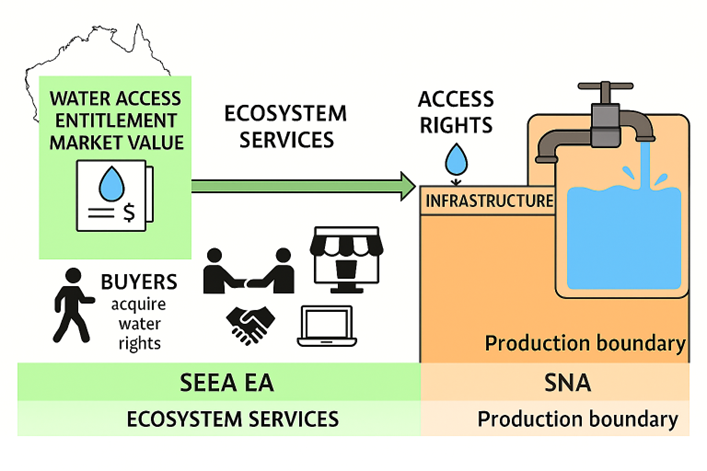 WATER ACCESS
ENTITLEMENT
MARKET VALUE
$
ECOSYSTEM
SERVICES
ACCESS
RIGHTS
INFRASTRUCTURE
BUYERS
acquire
water
rights
Production boundary
SEEA EA
SNA
ECOSYSTEM SERVICES
Production boundary